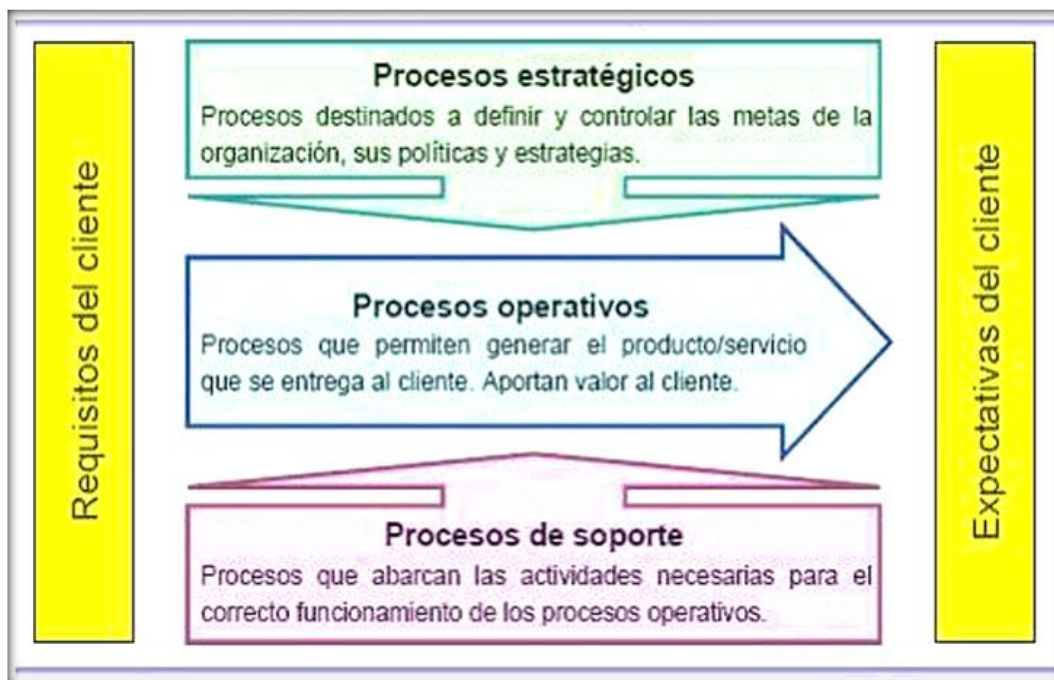 Requisitos del cliente
Procesos estratégicos
Procesos destinados a definir y controlar las metas de la
organización, sus políticas y estrategias.
Procesos operativos
Procesos que permiten generar el producto/servicio
que se entrega al cliente. Aportan valor al cliente.
Procesos de soporte
Procesos que abarcan las actividades necesarias para el
correcto funcionamiento de los procesos operativos.
Expectativas del cliente